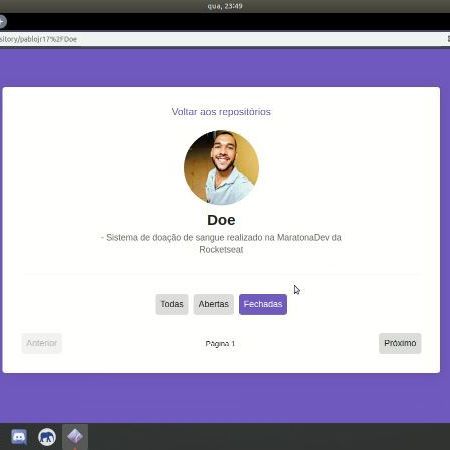 qua, 23:49
sitory/pablojr17%2FDoe
Voltar aos repositórios
Doe
- Sistema de doação de sangue realizado na MaratonaDev da
Rocketseat
Todas Abertas Fechadas
Anterior Página 1 Próximo